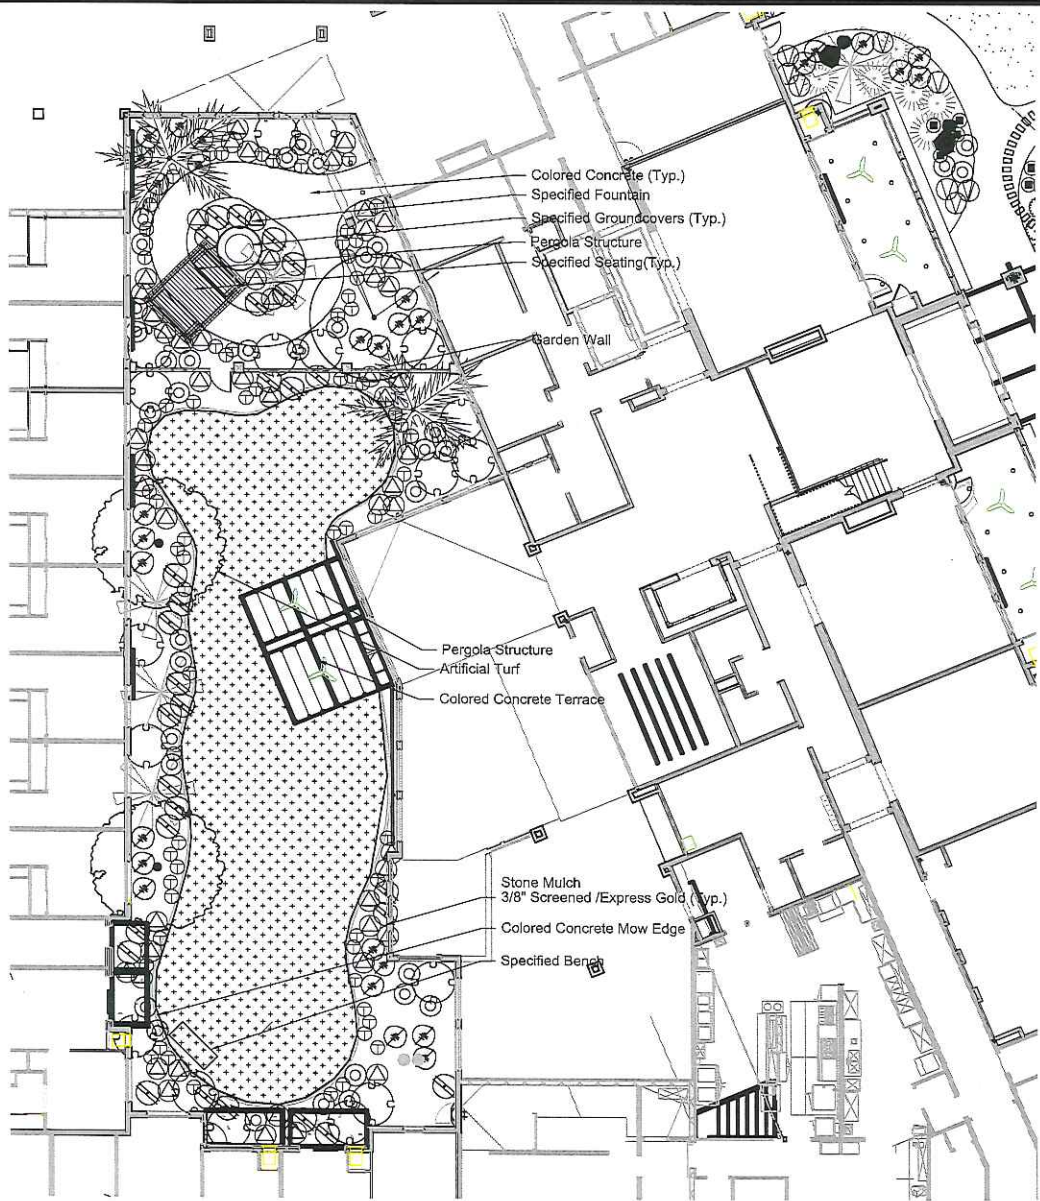 Colored Concrete (Typ.)
Specified Fountain
Specified Groundcovers (Typ.)
Pergola Structure
Specified Seating(Typ.)
Garden Wall
Pergola Structure
Artificial Turf
Colored Concrete Terrace
Stone Mulch
3/8" Screened /Express Gold (Typ.)
Colored Concrete Mow Edge
Specified Bench